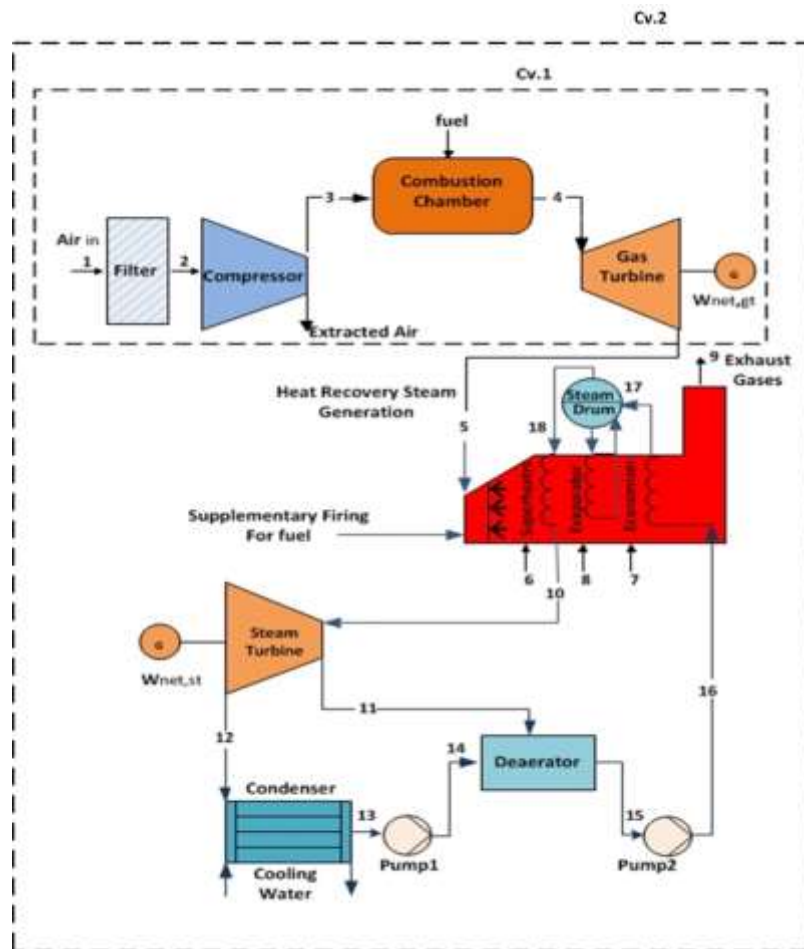 Cv.2
Cv.1
fuel
3
Combustion
Chamber
4
Air in
1
Filter
2
Compressor
Gas
Turbine
G
Wnet,gt
Extracted Air
Heat Recovery Steam
Generation
5
18
Steam
Drum
17
9 Exhaust
Gases
Supplementary Firing
For fuel
Evaporator
Economizer
6
8
7
10
G
Steam
Turbine
Wnet,st
11
16
12
Condenser
13
14
Deaerator
15
Pump1
Pump2
Cooling
Water